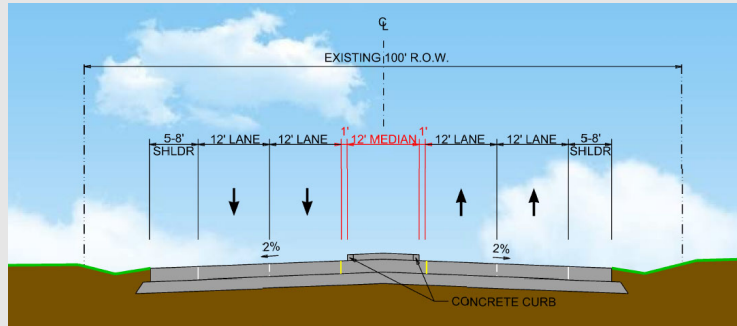 ℄
EXISTING 100' R.O.W.
5-8' SHLDR
12' LANE
12' LANE
1'
12' MEDIAN
1'
12' LANE
12' LANE
5-8' SHLDR
2%
2%
CONCRETE CURB